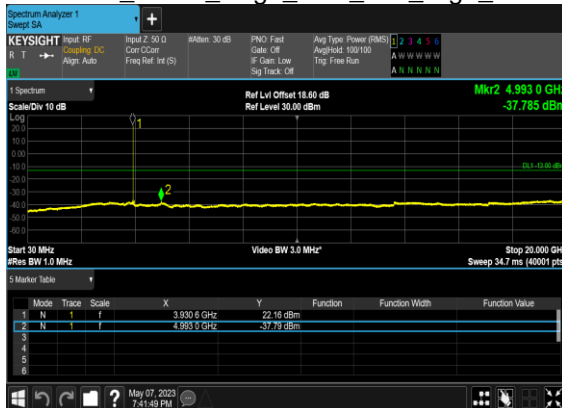 Spectrum Analyzer 1
Swept SA
+
KEYSIGHT Input: RF Input Z: 50 Ω #Atten: 30 dB PNO: Fast Avg Type: Power (RMS) 1 2 3 4 5 6
R T Coupling: DC Corr CCorr Gate: Off Avg|Hold: 100/100 A W W W W W
Align: Auto Freq Ref: Int (S) IF Gain: Low Trig: Free Run
Sig Track: Off A N N N N N
1 Spectrum Ref Lvl Offset 18.60 dB Mkr2 4.993 0 GHz
Scale/Div 10 dB Ref Level 30.00 dBm -37.785 dBm
Log
20.0
10.0
0.00
-10.0
DL1 -13.00 dBm
-20.0
-30.0
-40.0
-50.0
-60.0
1
2
Start 30 MHz Video BW 3.0 MHz* Stop 20.000 GHz
#Res BW 1.0 MHz Sweep 34.7 ms (40001 pts)
5 Marker Table
Mode Trace Scale X Y Function Function Width Function Value
1 N 1 f 3.930 6 GHz 22.16 dBm
2 N 1 f 4.993 0 GHz -37.79 dBm
3
4
5
6
? May 07, 2023
7:41:49 PM